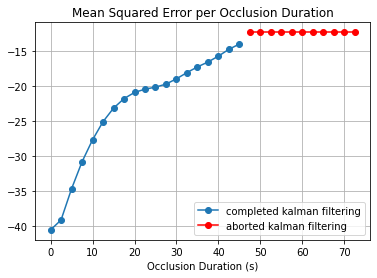 Mean Squared Error per Occlusion Duration
−15
−20
−25
−30
−35
−40
completed kalman filtering
aborted kalman filtering
0 10 20 30 40 50 60 70
Occlusion Duration (s)